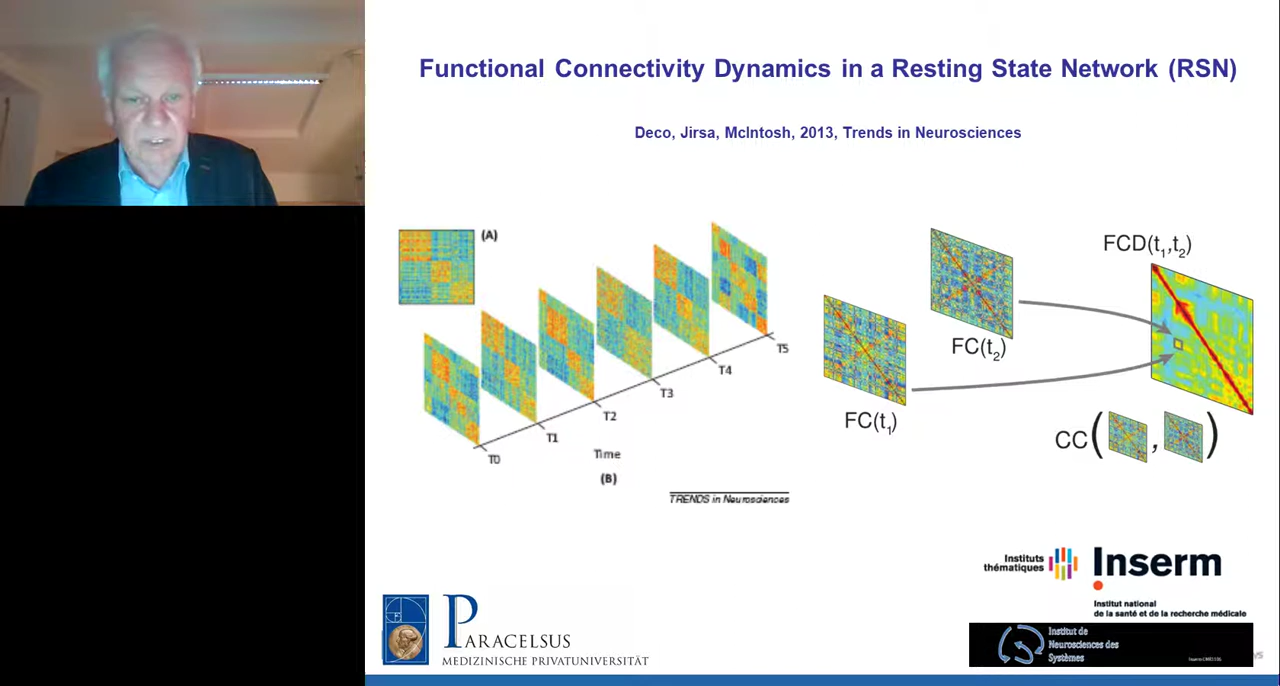 Functional Connectivity Dynamics in a Resting State Network (RSN)
Deco, Jirsa, McIntosh, 2013, Trends in Neurosciences
(A)
T0
T1
T2
T3
T4
T5
Time
(B)
TRENDS in Neurosciences
FC(t1)
FC(t2)
FCD(t1,t2)
CC( , )
Instituts
thématiques
Inserm
Institut national
de la santé et de la recherche médicale
PARACELSUS
MEDIZINISCHE PRIVATUNIVERSITÄT
Institut de
Neurosciences des
Systèmes